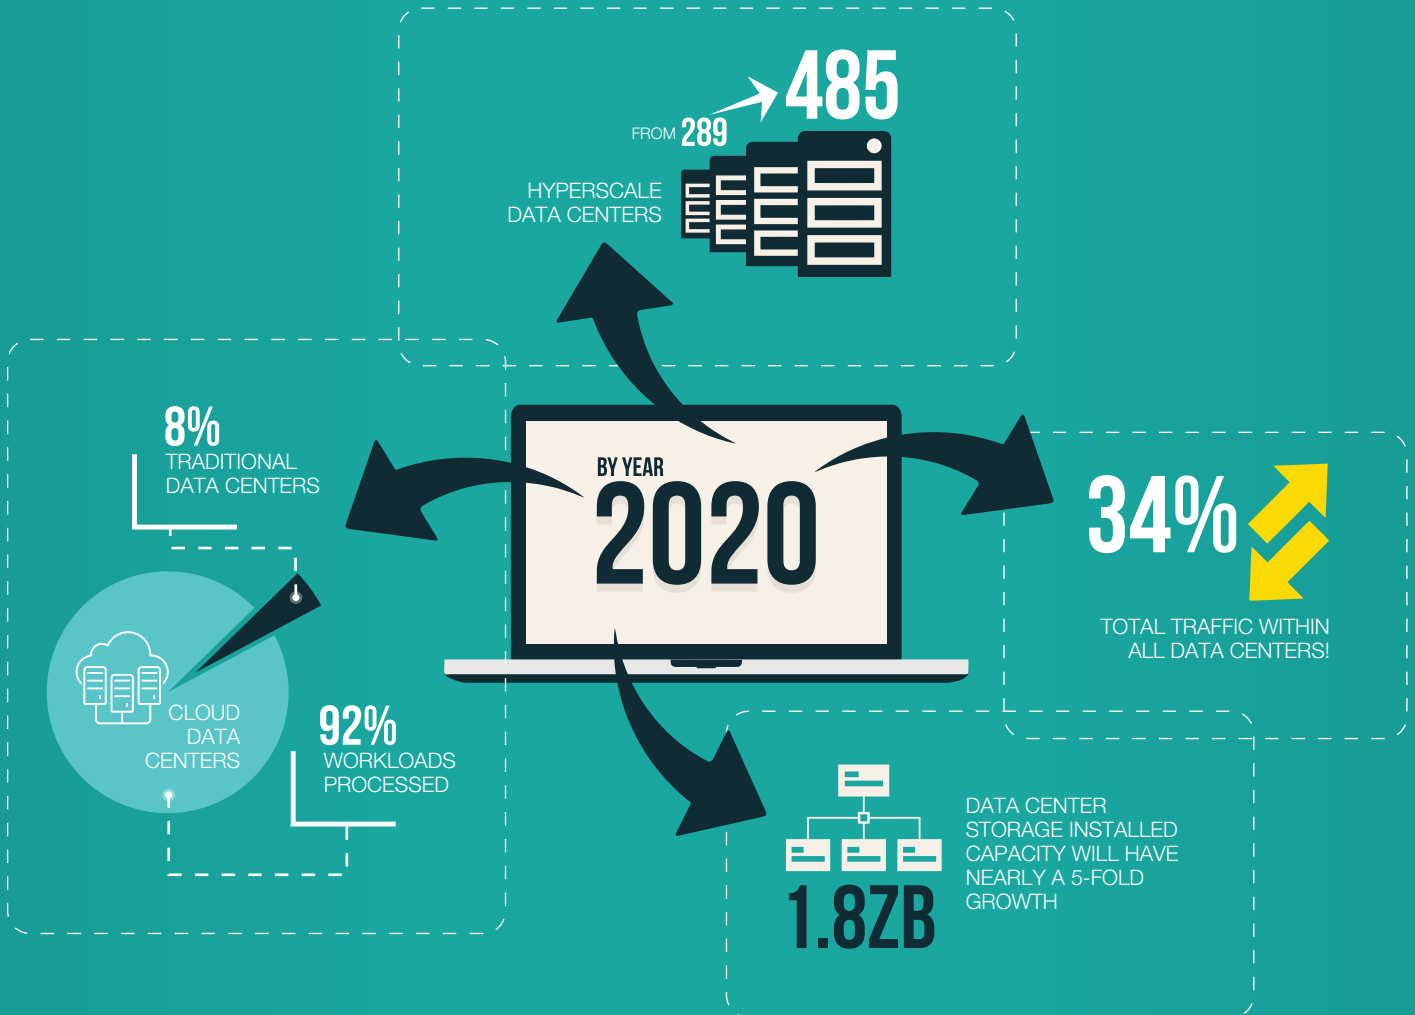 485
FROM 289
HYPERSCALE
DATA CENTERS
8%
TRADITIONAL
DATA CENTERS
CLOUD
DATA
CENTERS
92%
WORKLOADS
PROCESSED
BY YEAR
2020
34%
TOTAL TRAFFIC WITHIN
ALL DATA CENTERS!
1.8ZB
DATA CENTER
STORAGE INSTALLED
CAPACITY WILL HAVE
NEARLY A 5-FOLD
GROWTH